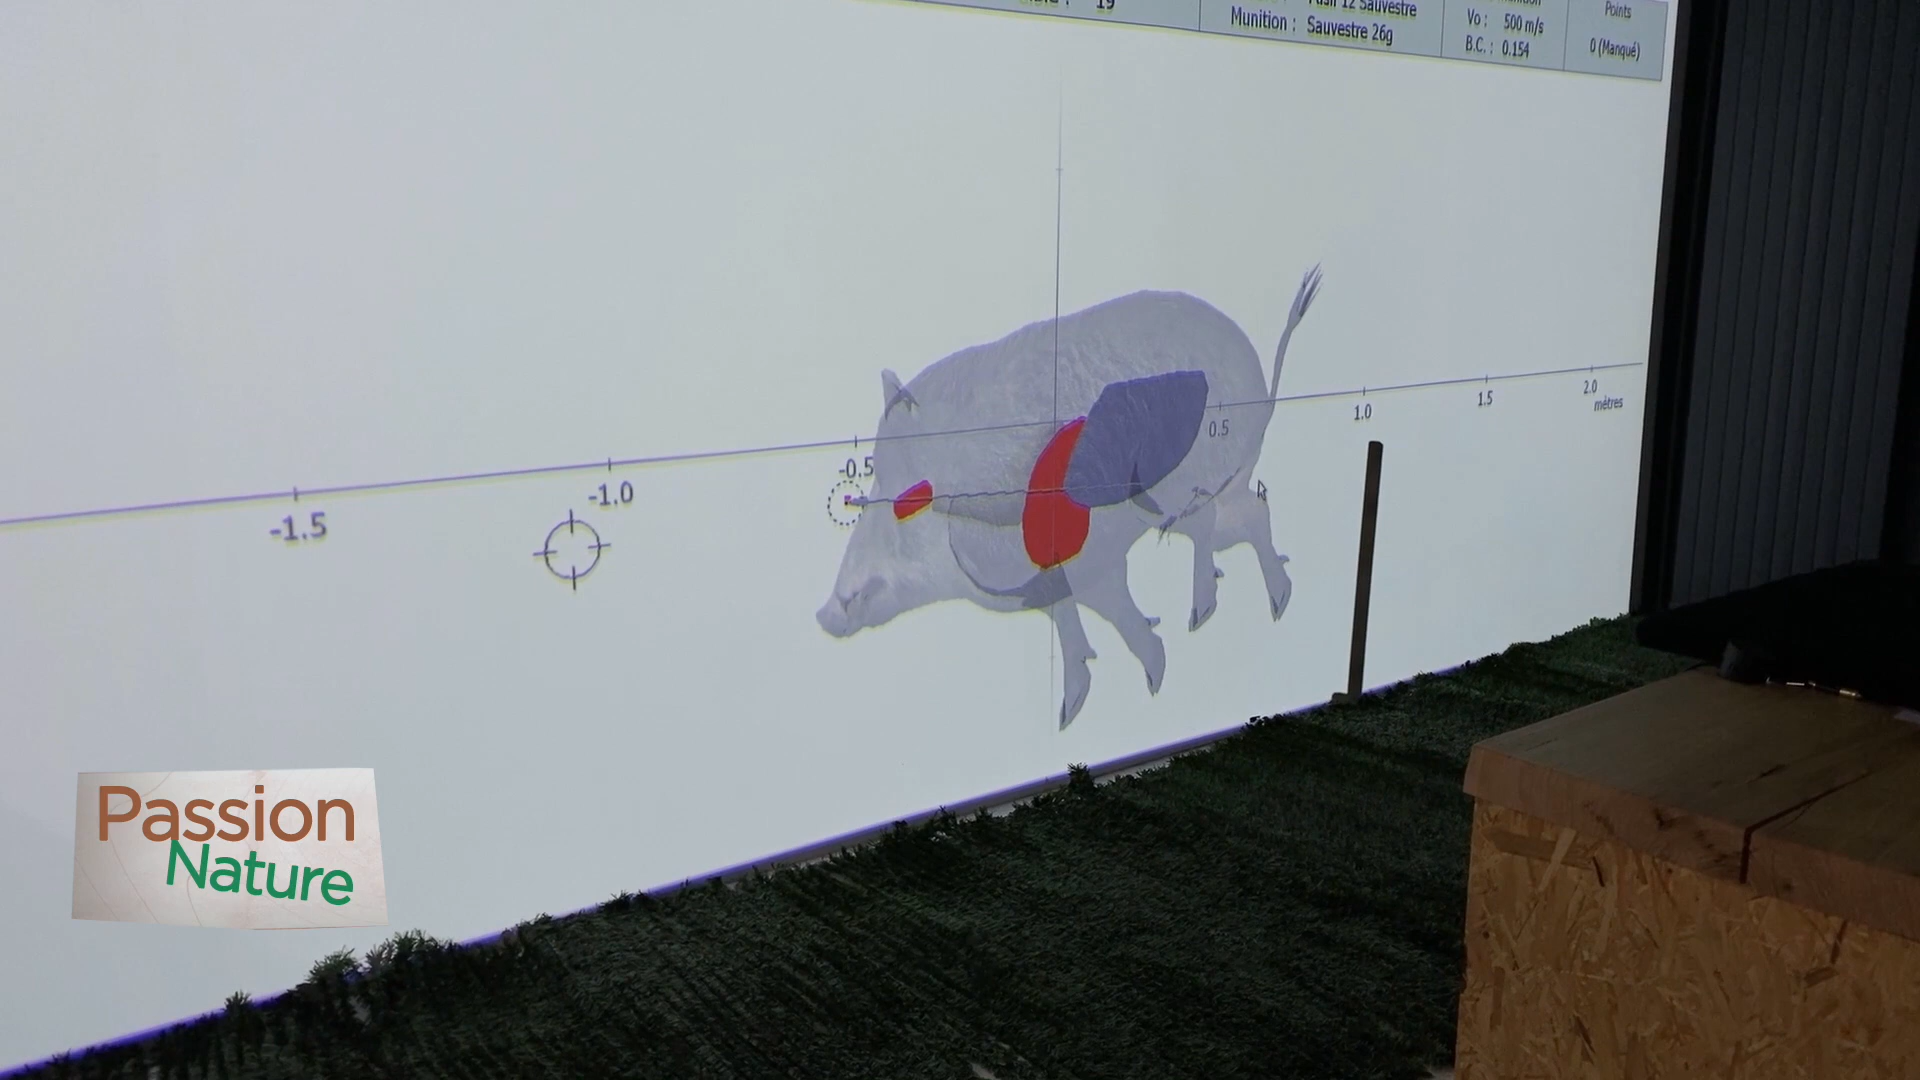 19
Fusil 12 Sauvestre
Munition : Sauvestre 26g
Vo : 500 m/s
B.C. : 0.154
Points
0 (Manqué)
-1.5
-1.0
-0.5
0.5
1.0
1.5
2.0
mètres
Passion
Nature